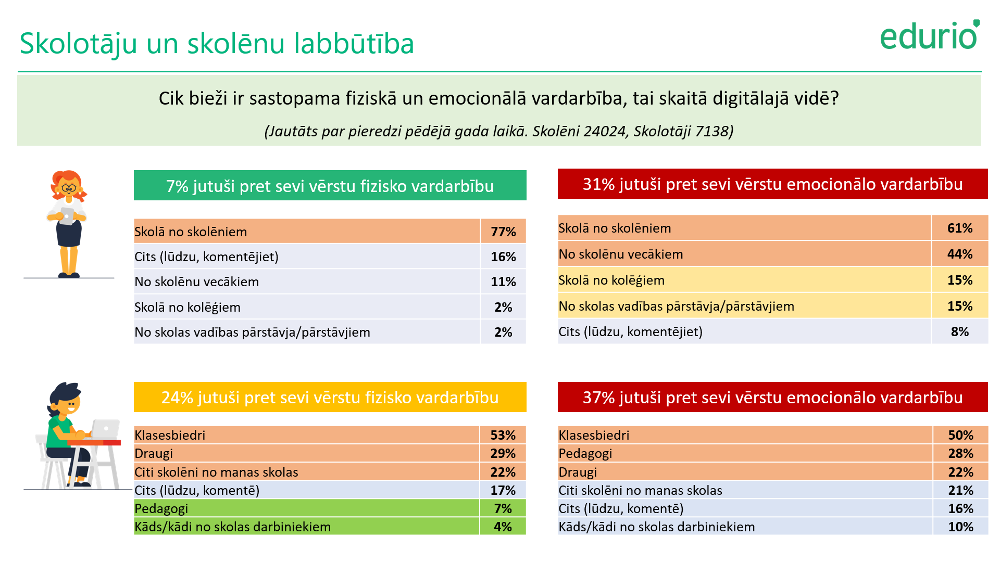 Skolotāju un skolēnu labbūtība
edurio
Cik bieži ir sastopama fiziskā un emocionālā vardarbība, tai skaitā digitālajā vidē?
(Jautāts par pieredzi pēdējā gada laikā. Skolēni 24024, Skolotāji 7138)
7% jutuši pret sevi vērstu fizisko vardarbību
Skolā no skolēniem 77%
Cits (lūdzu, komentējiet) 16%
No skolēnu vecākiem 11%
Skolā no kolēģiem 2%
No skolas vadības pārstāvja/pārstāvjiem 2%
31% jutuši pret sevi vērstu emocionālo vardarbību
Skolā no skolēniem 61%
No skolēnu vecākiem 44%
Skolā no kolēģiem 15%
No skolas vadības pārstāvja/pārstāvjiem 15%
Cits (lūdzu, komentējiet) 8%
24% jutuši pret sevi vērstu fizisko vardarbību
Klasesbiedri 53%
Draugi 29%
Citi skolēni no manas skolas 22%
Cits (lūdzu, komentē) 17%
Pedagogi 7%
Kāds/kādi no skolas darbiniekiem 4%
37% jutuši pret sevi vērstu emocionālo vardarbību
Klasesbiedri 50%
Pedagogi 28%
Draugi 22%
Citi skolēni no manas skolas 21%
Cits (lūdzu, komentē) 16%
Kāds/kādi no skolas darbiniekiem 10%